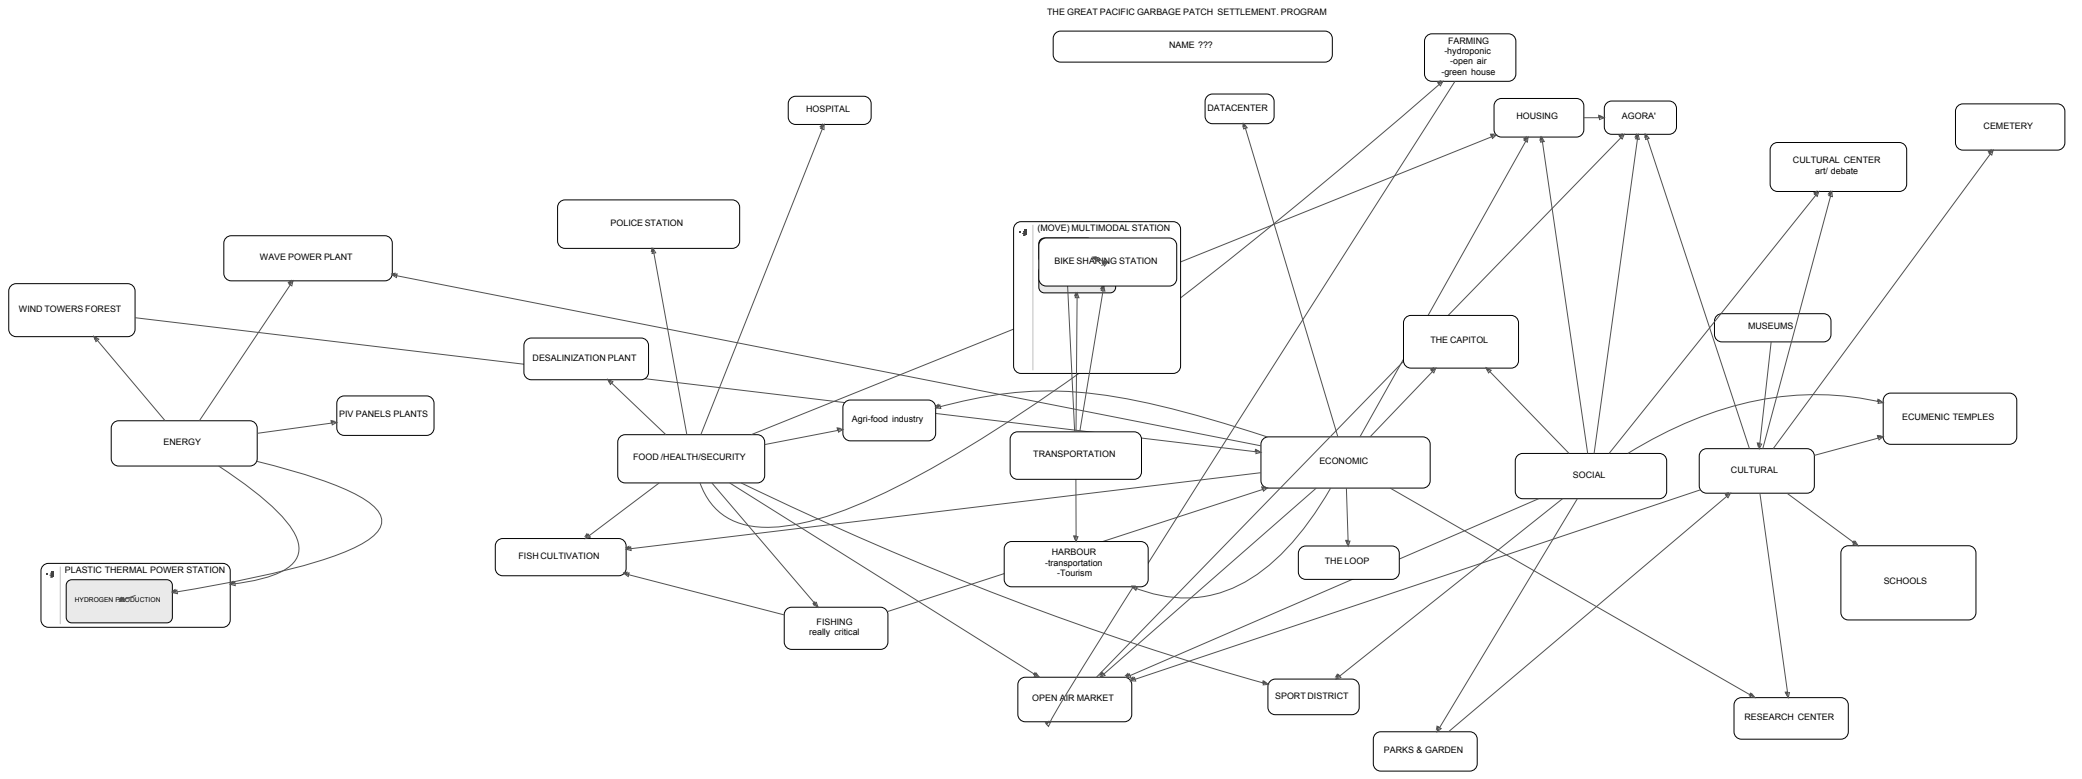 THE GREAT PACIFIC GARBAGE PATCH SETTLEMENT. PROGRAM
NAME ???
FARMING
-hydroponic
-open air
-green house
HOSPITAL
DATACENTER
HOUSING
AGORA'
CEMETERY
CULTURAL CENTER
art/ debate
POLICE STATION
(MOVE) MULTIMODAL STATION
BIKE SHARING STATION
WAVE POWER PLANT
WIND TOWERS FOREST
MUSEUMS
THE CAPITOL
DESALINIZATION PLANT
PIV PANELS PLANTS
Agri-food industry
ECUMENIC TEMPLES
ENERGY
FOOD /HEALTH/SECURITY
TRANSPORTATION
ECONOMIC
SOCIAL
CULTURAL
FISH CULTIVATION
HARBOUR
-transportation
-Tourism
THE LOOP
SCHOOLS
PLASTIC THERMAL POWER STATION
HYDROGEN PRODUCTION
FISHING
really critical
OPEN AIR MARKET
SPORT DISTRICT
RESEARCH CENTER
PARKS & GARDEN